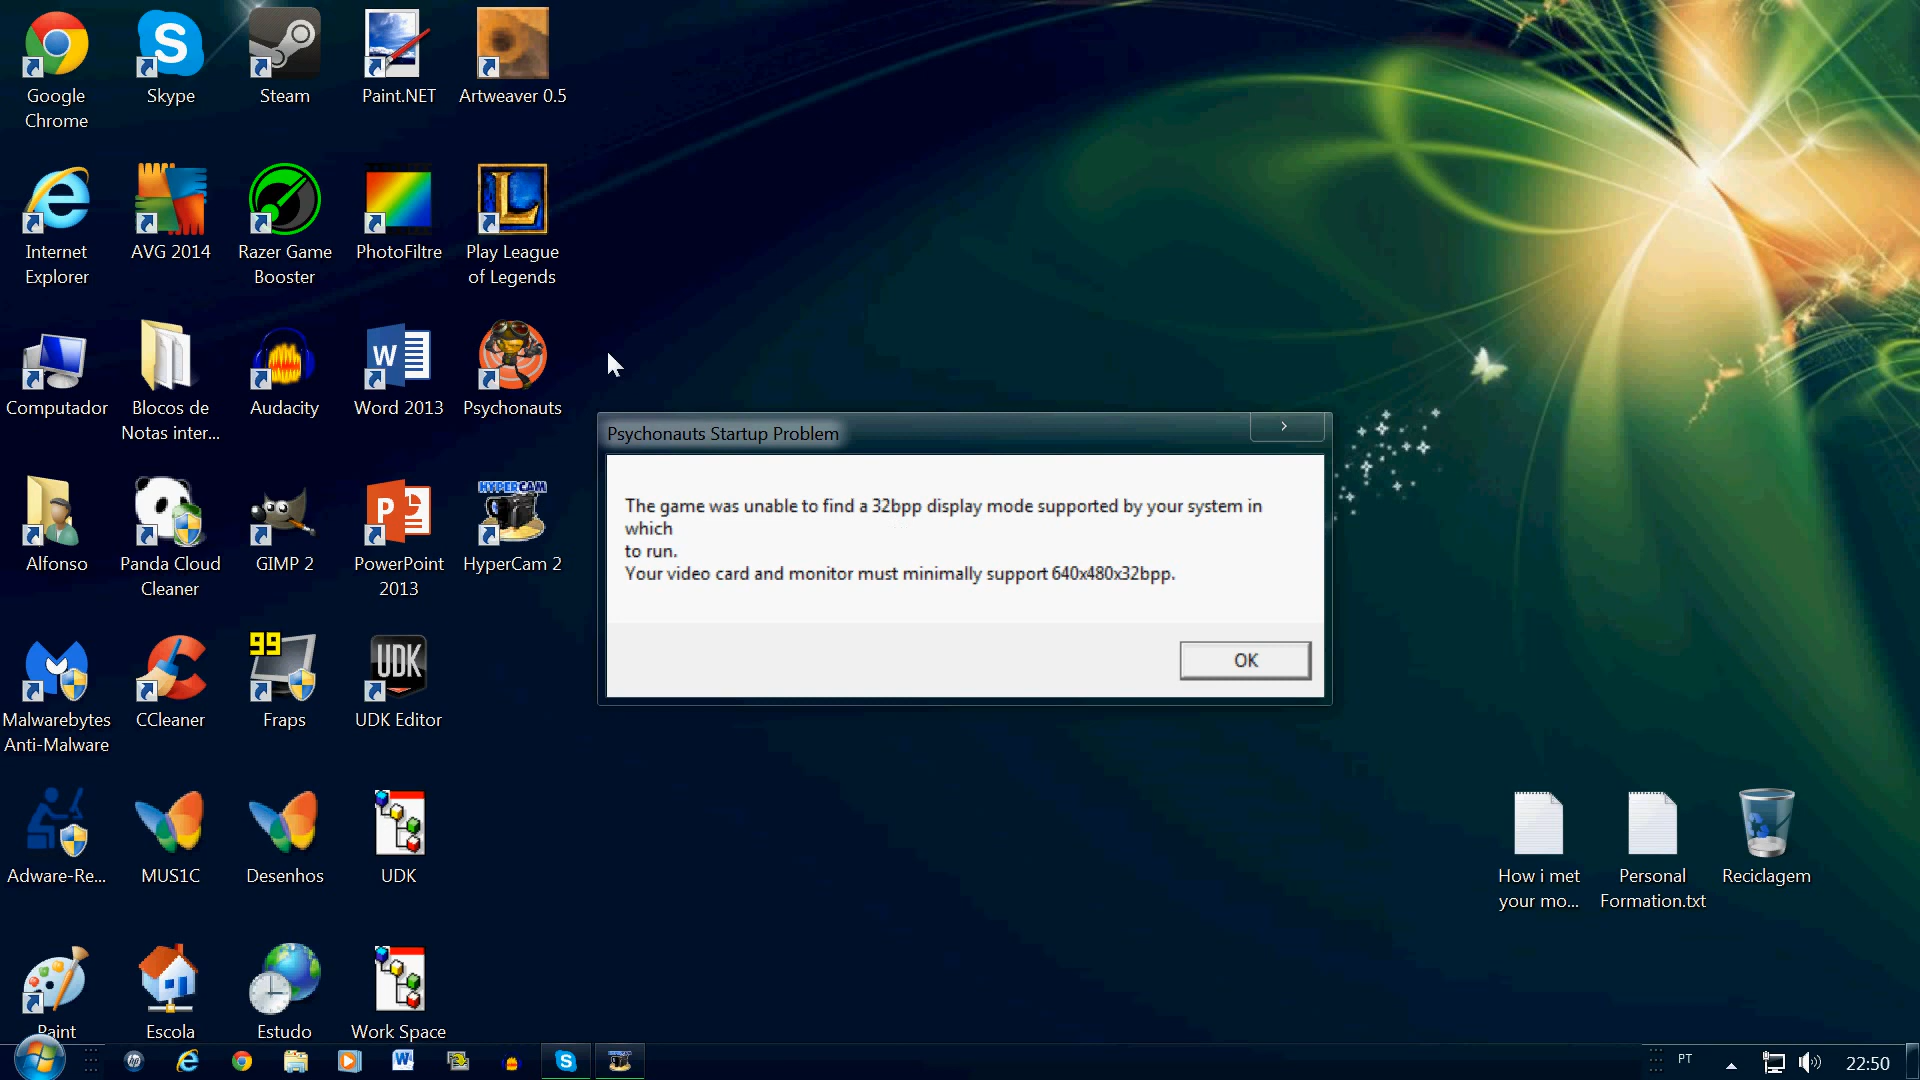 Google
Chrome
Skype
Steam
Paint.NET
Artweaver 0.5
Internet
Explorer
AVG 2014
Razer Game
Booster
PhotoFiltre
Play League
of Legends
Computador
Blocos de
Notas inter...
Audacity
W
Word 2013
Psychonauts
Alfonso
Panda Cloud
Cleaner
GIMP 2
P
PowerPoint
2013
HYPERCAM
HyperCam 2
Malwarebytes
Anti-Malware
CCleaner
99
Fraps
UDK
UDK Editor
Adware-Re...
MUS1C
Desenhos
UDK
Paint
Escola
Estudo
Work Space
Psychonauts Startup Problem
The game was unable to find a 32bpp display mode supported by your system in
which
to run.
Your video card and monitor must minimally support 640x480x32bpp.
OK
How i met
your mo...
Personal
Formation.txt
Reciclagem
PT
22:50